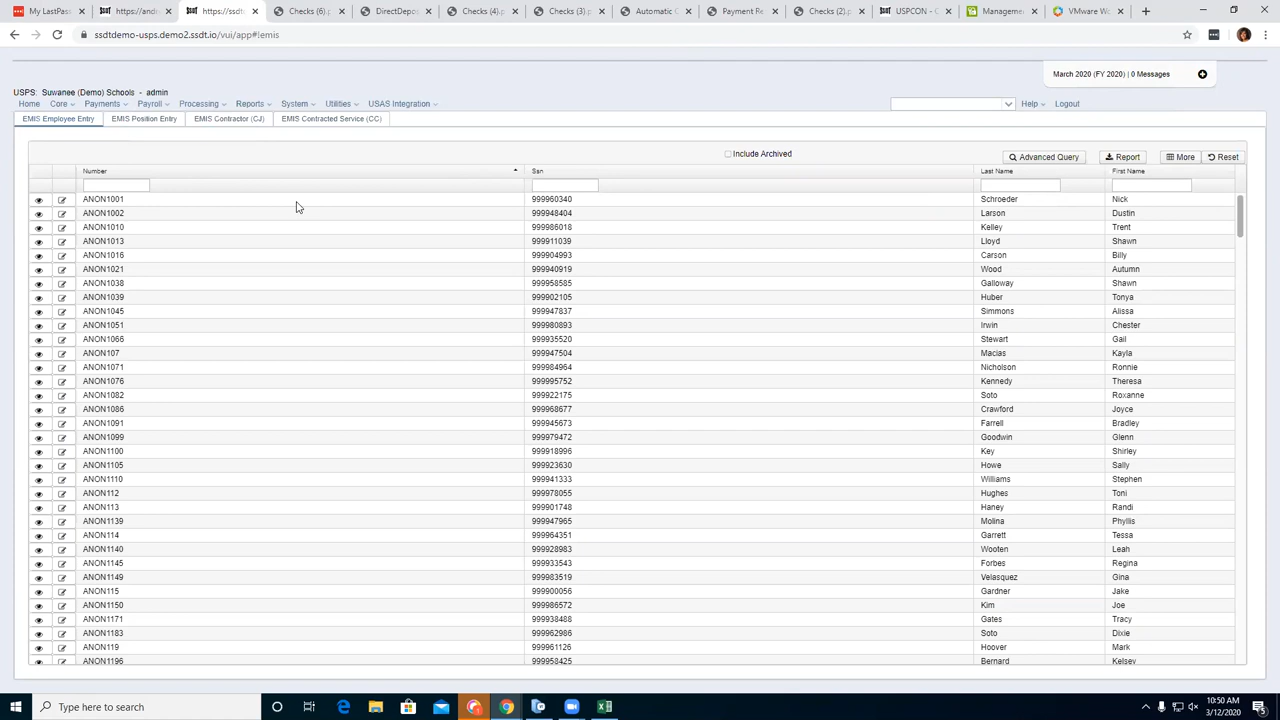 My LastPass
https://andre
https://ssdt
Checks (6).p
DirectDepos
Checks (4).p
Checks (3).p
Automatic C
Payment Re
Checks (2).p
USPCON - C
Manageme
VMware Wo
ssdtdemo-usps.demo2.ssdt.io/vui/app#!emis
March 2020 (FY 2020) | 0 Messages
USPS: Suwanee (Demo) Schools - admin
Home Core Payments Payroll Processing Reports System Utilities USAS Integration Help Logout
EMIS Employee Entry EMIS Position Entry EMIS Contractor (CJ) EMIS Contracted Service (CC)
Include Archived Advanced Query Report More Reset
Number Ssn Last Name First Name
ANON1001 999960340 Schroeder Nick
ANON1002 999948404 Larson Dustin
ANON1010 999986018 Kelley Trent
ANON1013 999911039 Lloyd Shawn
ANON1016 999904993 Carson Billy
ANON1021 999940919 Wood Autumn
ANON1038 999958585 Galloway Shawn
ANON1039 999902105 Huber Tonya
ANON1045 999947837 Simmons Alissa
ANON1051 999980893 Irwin Chester
ANON1066 999935520 Stewart Gail
ANON107 999947504 Macias Kayla
ANON1071 999984964 Nicholson Ronnie
ANON1076 999995752 Kennedy Theresa
ANON1082 999922175 Soto Roxanne
ANON1086 999968677 Crawford Joyce
ANON1091 999945673 Farrell Bradley
ANON1099 999979472 Goodwin Glenn
ANON1100 999918996 Key Shirley
ANON1105 999923630 Howe Sally
ANON1110 999941333 Williams Stephen
ANON112 999978055 Hughes Toni
ANON113 999901748 Haney Randi
ANON1139 999947965 Molina Phyllis
ANON114 999964351 Garrett Tessa
ANON1140 999928983 Wooten Leah
ANON1145 999933543 Forbes Regina
ANON1149 999983519 Velasquez Gina
ANON115 999900056 Gardner Jake
ANON1150 999986572 Kim Joe
ANON1171 999938488 Gates Tracy
ANON1183 999962986 Soto Dixie
ANON119 999961126 Hoover Mark
ANON1196 999958425 Bernard Kelsey
Type here to search
10:50 AM
3/12/2020
5